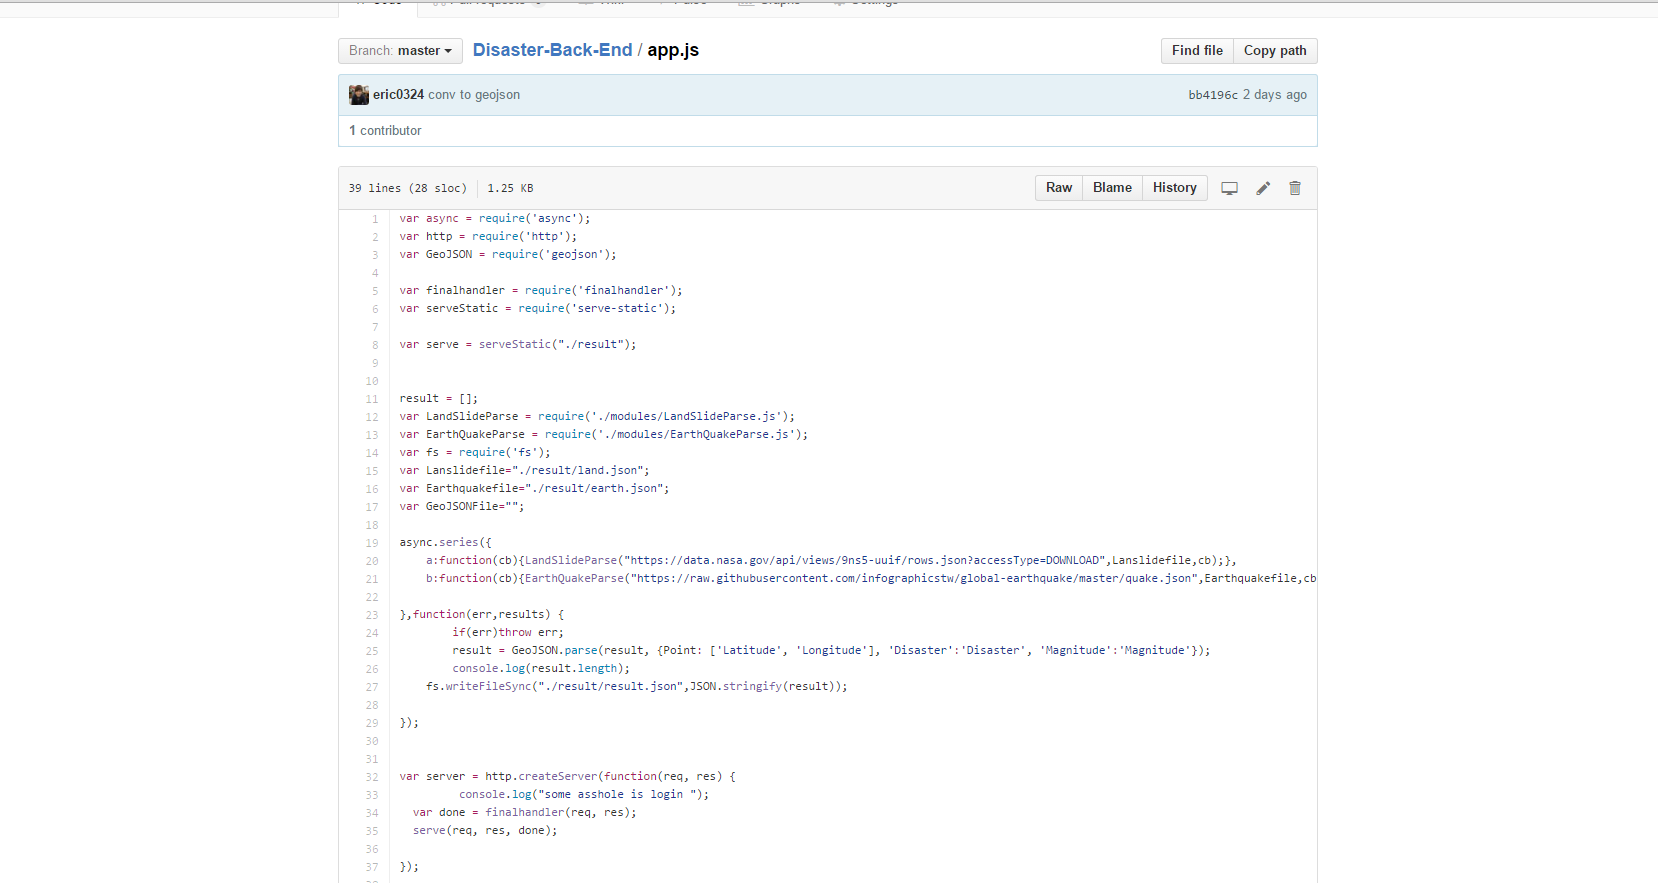 Branch: master
Disaster-Back-End / app.js
Find file
Copy path
eric0324 conv to geojson
bb4196c 2 days ago
1 contributor
39 lines (28 sloc)
1.25 KB
Raw
Blame
History
1 var async = require('async');
2 var http = require('http');
3 var GeoJSON = require('geojson');
4
5 var finalhandler = require('finalhandler');
6 var serveStatic = require('serve-static');
7
8 var serve = serveStatic("./result");
9
10
11 result = [];
12 var LandSlideParse = require('./modules/LandSlideParse.js');
13 var EarthQuakeParse = require('./modules/EarthQuakeParse.js');
14 var fs = require('fs');
15 var Lanslidefile="./result/land.json";
16 var Earthquakefile="./result/earth.json";
17 var GeoJSONFile="";
18
19 async.series({
20 a:function(cb){LandSlideParse("https://data.nasa.gov/api/views/9ns5-uuif/rows.json?accessType=DOWNLOAD",Lanslidefile,cb);},
21 b:function(cb){EarthQuakeParse("https://raw.githubusercontent.com/infographicstw/global-earthquake/master/quake.json",Earthquakefile,cb
22
23 },function(err,results) {
24 if(err)throw err;
25 result = GeoJSON.parse(result, {Point: ['Latitude', 'Longitude'], 'Disaster':'Disaster', 'Magnitude':'Magnitude'});
26 console.log(result.length);
27 fs.writeFileSync("./result/result.json",JSON.stringify(result));
28
29 });
30
31
32 var server = http.createServer(function(req, res) {
33 console.log("some asshole is login ");
34 var done = finalhandler(req, res);
35 serve(req, res, done);
36
37 });